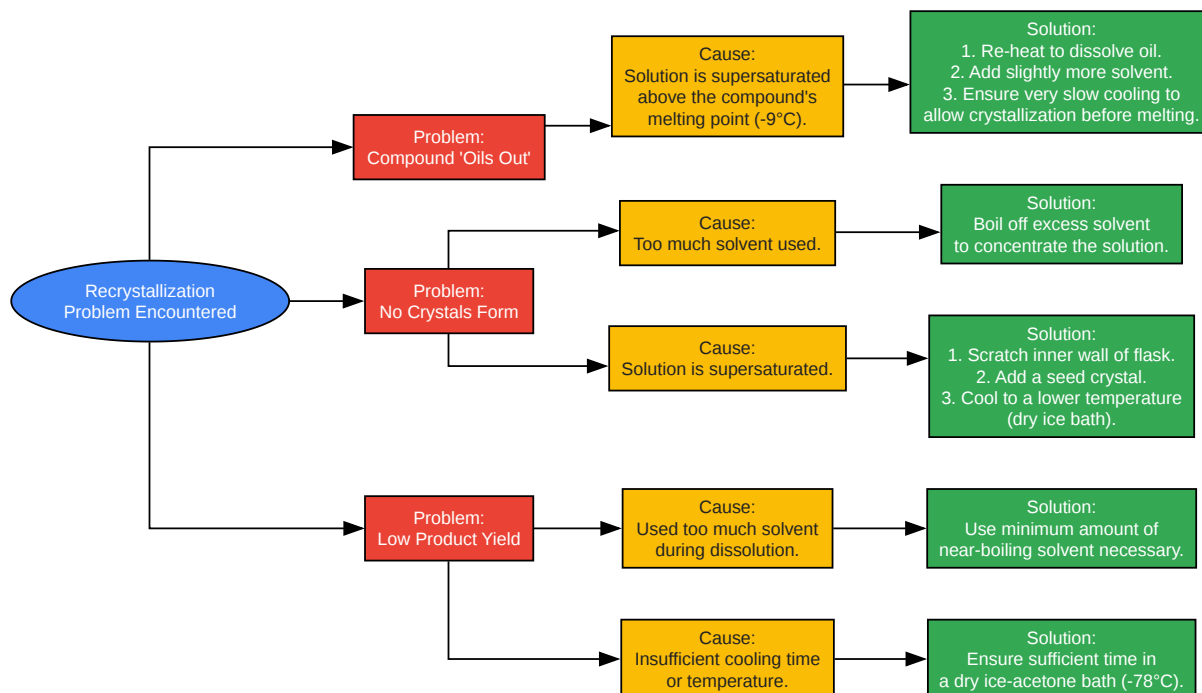 Recrystallization
Problem Encountered
Problem:
Compound 'Oils Out'
Cause:
Solution is supersaturated
above the compound's
melting point (-9°C).
Solution:
1. Re-heat to dissolve oil.
2. Add slightly more solvent.
3. Ensure very slow cooling to
allow crystallization before melting.
Problem:
No Crystals Form
Cause:
Too much solvent used.
Solution:
Boil off excess solvent
to concentrate the solution.
Cause:
Solution is supersaturated.
Solution:
1. Scratch inner wall of flask.
2. Add a seed crystal.
3. Cool to a lower temperature
(dry ice bath).
Problem:
Low Product Yield
Cause:
Used too much solvent
during dissolution.
Solution:
Use minimum amount of
near-boiling solvent necessary.
Cause:
Insufficient cooling time
or temperature.
Solution:
Ensure sufficient time in
a dry ice-acetone bath (-78°C).